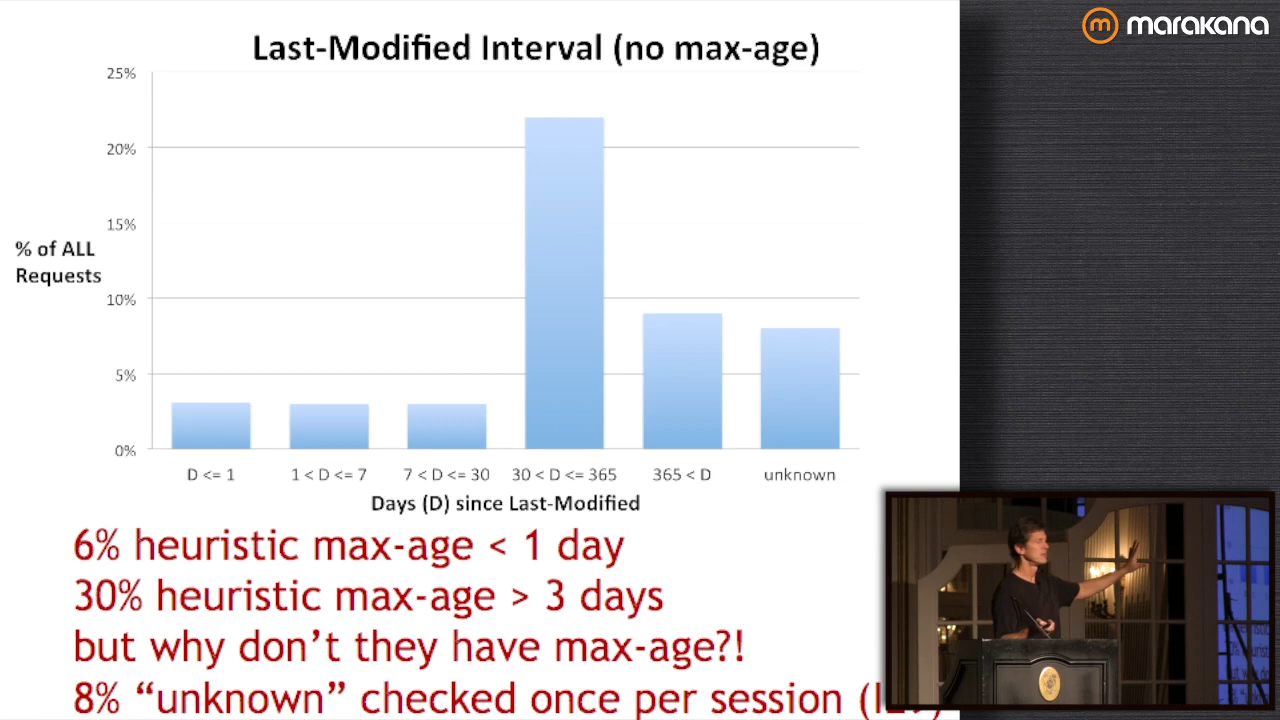 marakana
Last-Modified Interval (no max-age)
25%
20%
15%
10%
5%
0%
% of ALL
Requests
D <= 1
1 < D <= 7
7 < D <= 30
30 < D <= 365
365 < D
unknown
Days (D) since Last-Modified
6% heuristic max-age < 1 day
30% heuristic max-age > 3 days
but why don’t they have max-age?!
8% “unknown” checked once per session